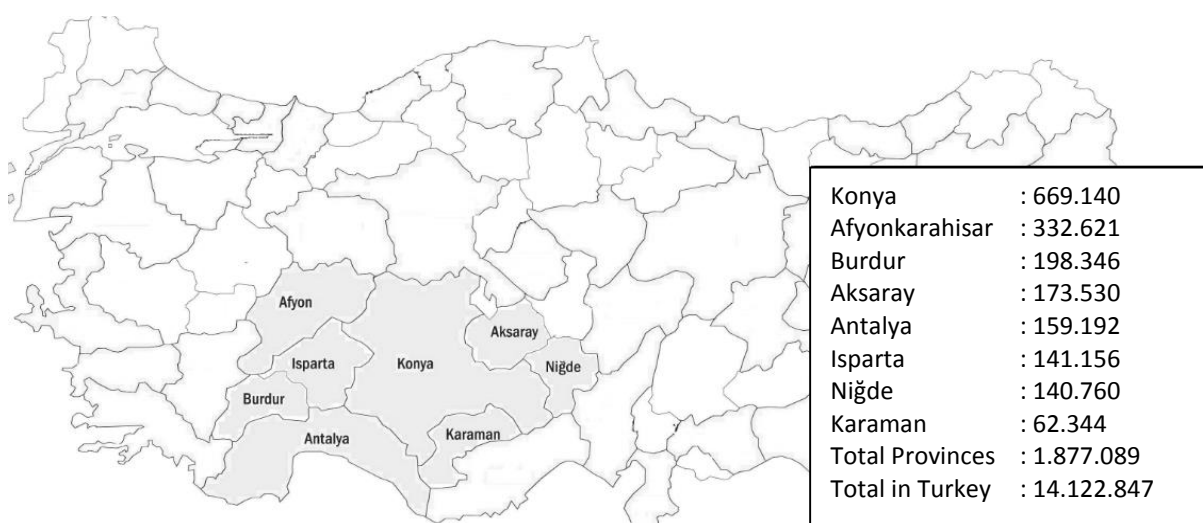 Afyon
Aksaray
Isparta
Konya
Niğde
Burdur
Antalya
Karaman
Konya : 669.140
Afyonkarahisar : 332.621
Burdur : 198.346
Aksaray : 173.530
Antalya : 159.192
Isparta : 141.156
Niğde : 140.760
Karaman : 62.344
Total Provinces : 1.877.089
Total in Turkey : 14.122.847